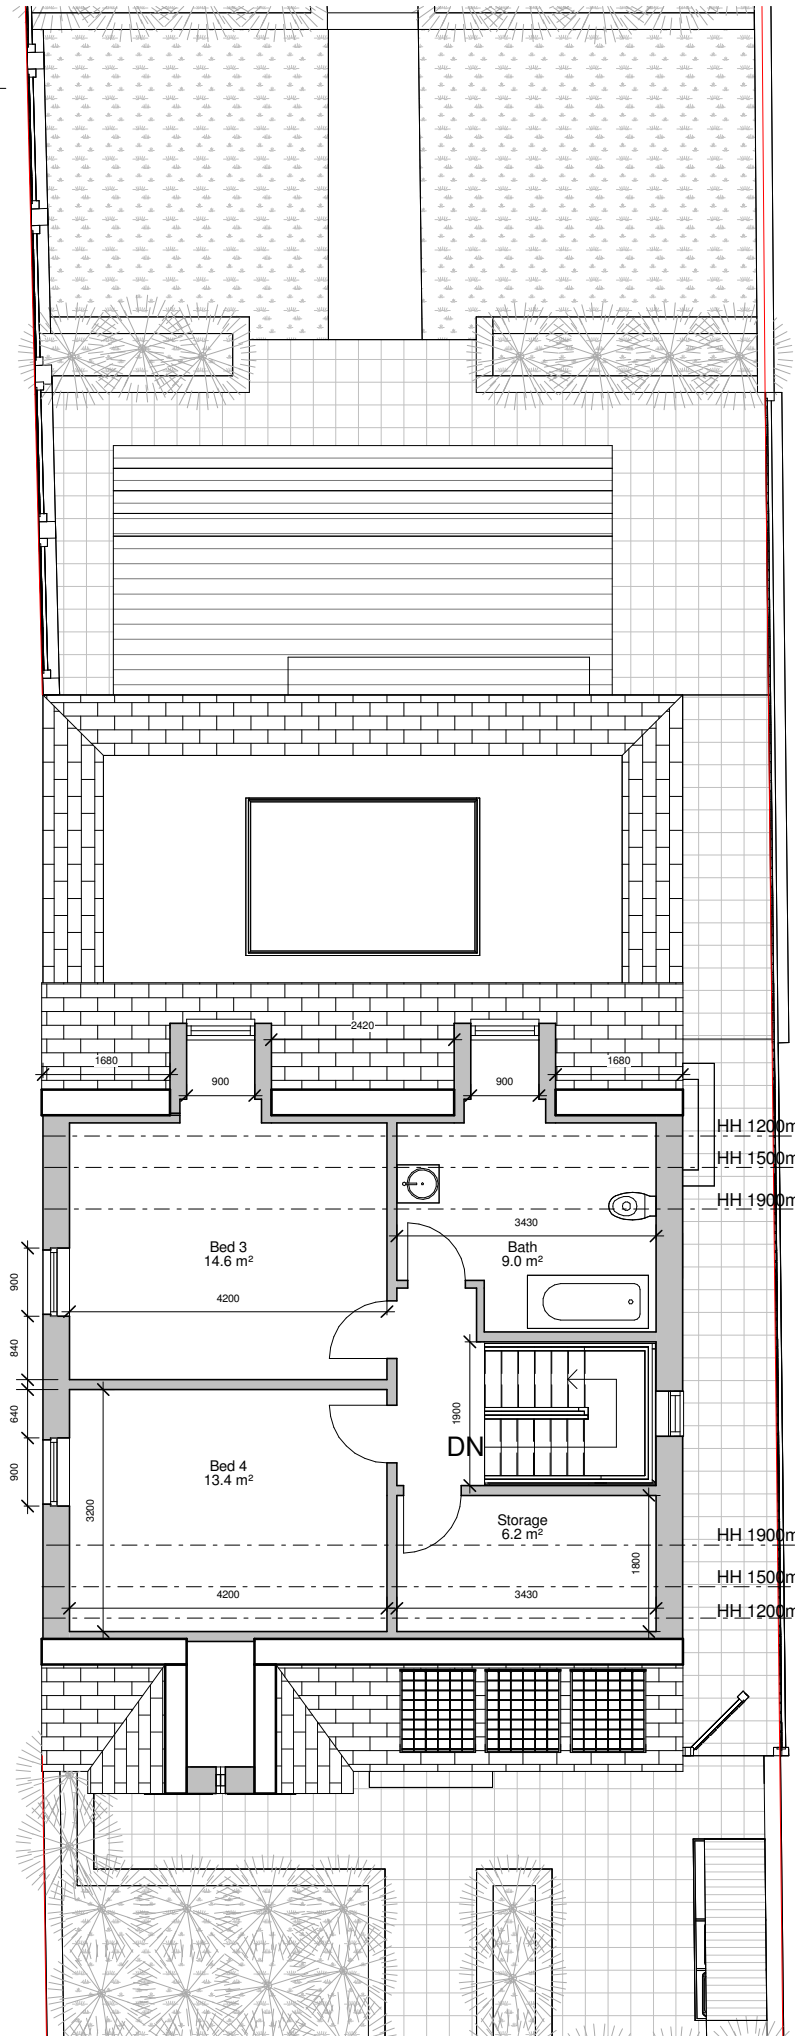 2420
1680
1680
900
900
HH 1200m
HH 1500m
HH 1900m
3430
Bed 3
14.6 m²
Bath
9.0 m²
900
4200
840
640
1900
DN
Bed 4
13.4 m²
900
3200
Storage
6.2 m²
HH 1900m
1800
HH 1500m
4200
3430
HH 1200m